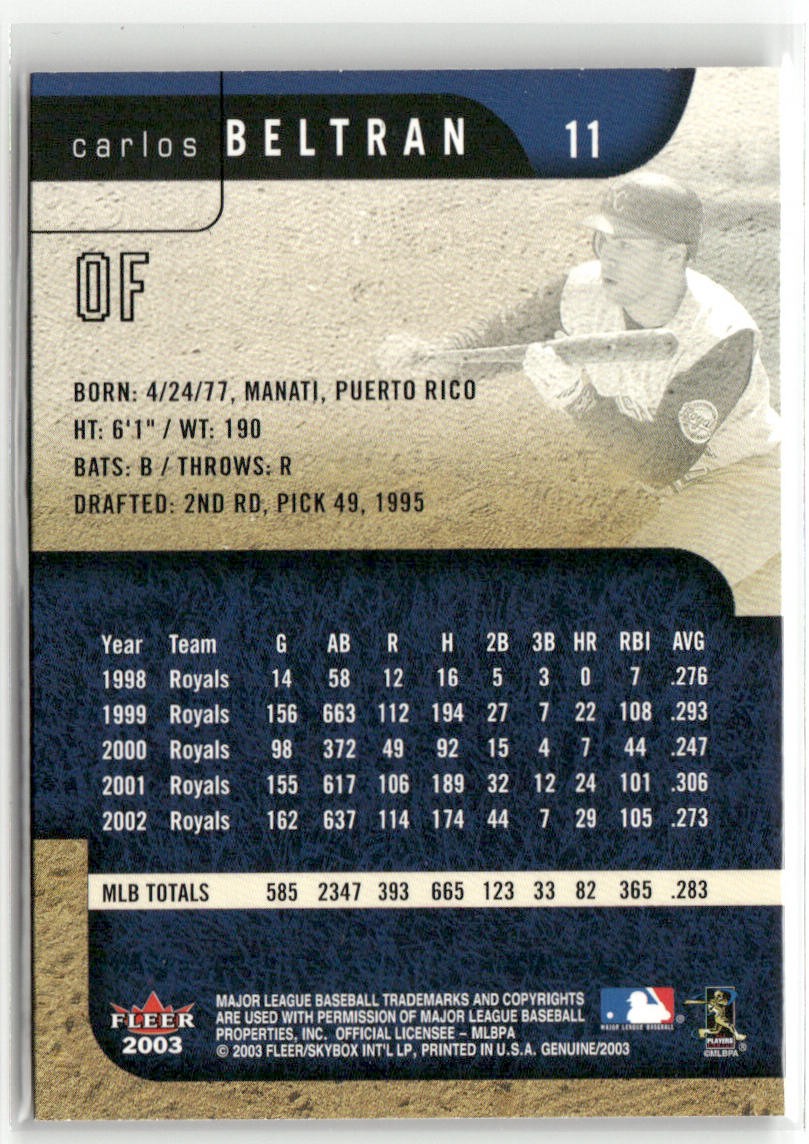 carlos BELTRAN 11
OF
BORN: 4/24/77, MANATI, PUERTO RICO
HT: 6'1" / WT: 190
BATS: B / THROWS: R
DRAFTED: 2ND RD, PICK 49, 1995
Year Team G AB R H 2B 3B HR RBI AVG
1998 Royals 14 58 12 16 5 3 0 7 .276
1999 Royals 156 663 112 194 27 7 22 108 .293
2000 Royals 98 372 49 92 15 4 7 44 .247
2001 Royals 155 617 106 189 32 12 24 101 .306
2002 Royals 162 637 114 174 44 7 29 105 .273
MLB TOTALS 585 2347 393 665 123 33 82 365 .283
FLEER
2003
MAJOR LEAGUE BASEBALL TRADEMARKS AND COPYRIGHTS
ARE USED WITH PERMISSION OF MAJOR LEAGUE BASEBALL
PROPERTIES, INC. OFFICIAL LICENSEE – MLBPA
© 2003 FLEER/SKYBOX INT'L LP, PRINTED IN U.S.A. GENUINE/2003
MAJOR LEAGUE BASEBALL ®
PLAYERS ®
©MLBPA